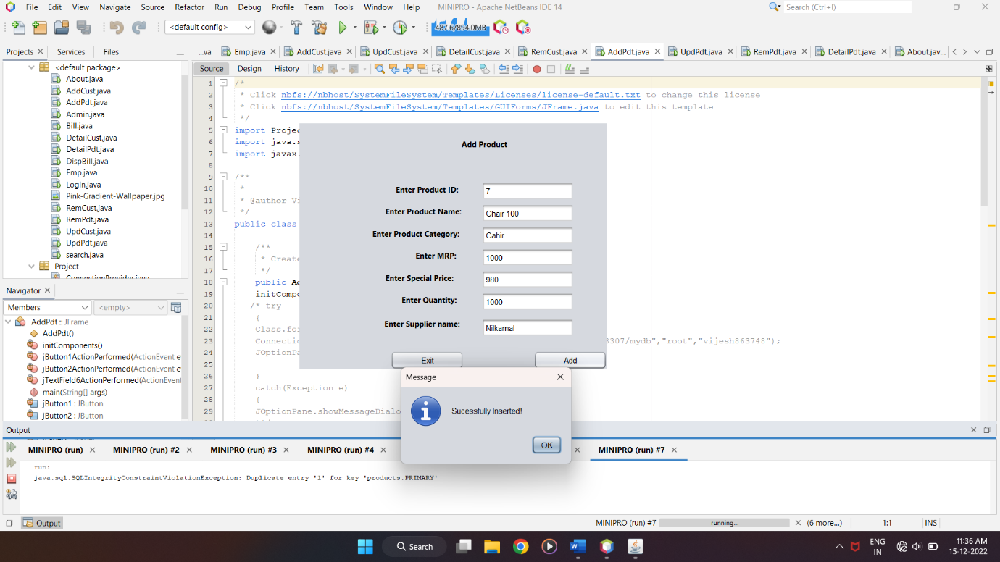 File Edit View Navigate Source Refactor Run Debug Profile Team Tools Window Help MINIPRO - Apache NetBeans IDE 14 Search (Ctrl+I)
<default config> 487.6/894.0MB
Projects Services Files ...va Emp.java AddCust.java UpdCust.java DetailCust.java RemCust.java AddPdt.java UpdPdt.java RemPdt.java DetailPdt.java About.jav...
Source Design History
<default package>
About.java
AddCust.java
AddPdt.java
Admin.java
Bill.java
DetailCust.java
DetailPdt.java
DispBill.java
Emp.java
Login.java
Pink-Gradient-Wallpaper.jpg
RemCust.java
RemPdt.java
UpdCust.java
UpdPdt.java
search.java
Project
ConnectionProvider.java
Navigator
Members <empty>
AddPdt :: JFrame
AddPdt()
initComponents()
jButton1ActionPerformed(ActionEvent e
jButton2ActionPerformed(ActionEvent e
jTextField6ActionPerformed(ActionEvent
main(String[] args)
jButton1 : JButton
jButton2 : JButton
1 /*
2 * Click nbfs://nbhost/SystemFileSystem/Templates/Licenses/license-default.txt to change this license
3 * Click nbfs://nbhost/SystemFileSystem/Templates/GUIForms/JFrame.java to edit this template
4 */
5 import Projec
6 import java.s
7 import javax.
8
9 /**
10 *
11 * @author Vi
12 */
13 public class
14
15 /**
16 * Create
17 */
18 public Ad
19 initCompo
20 /* try
21 {
22 Class.for
23 Connection 3307/mydb","root","vijesh863748");
24 JOptionPa
25
26 }
27 catch(Exception e)
28 {
29 JOptionPane.showMessageDialo
Add Product
Enter Product ID: 7
Enter Product Name: Chair 100
Enter Product Category: Cahir
Enter MRP: 1000
Enter Special Price: 980
Enter Quantity: 1000
Enter Supplier name: Nilkamal
Exit Add
Message
Sucessfully Inserted!
OK
Output
MINIPRO (run) MINIPRO (run) #2 MINIPRO (run) #3 MINIPRO (run) #4 MINIPRO (run) #7
run:
java.sql.SQLIntegrityConstraintViolationException: Duplicate entry '1' for key 'products.PRIMARY'
Output MINIPRO (run) #7 running... (6 more...) 1:1 INS
Search ENG IN 11:36 AM
15-12-2022